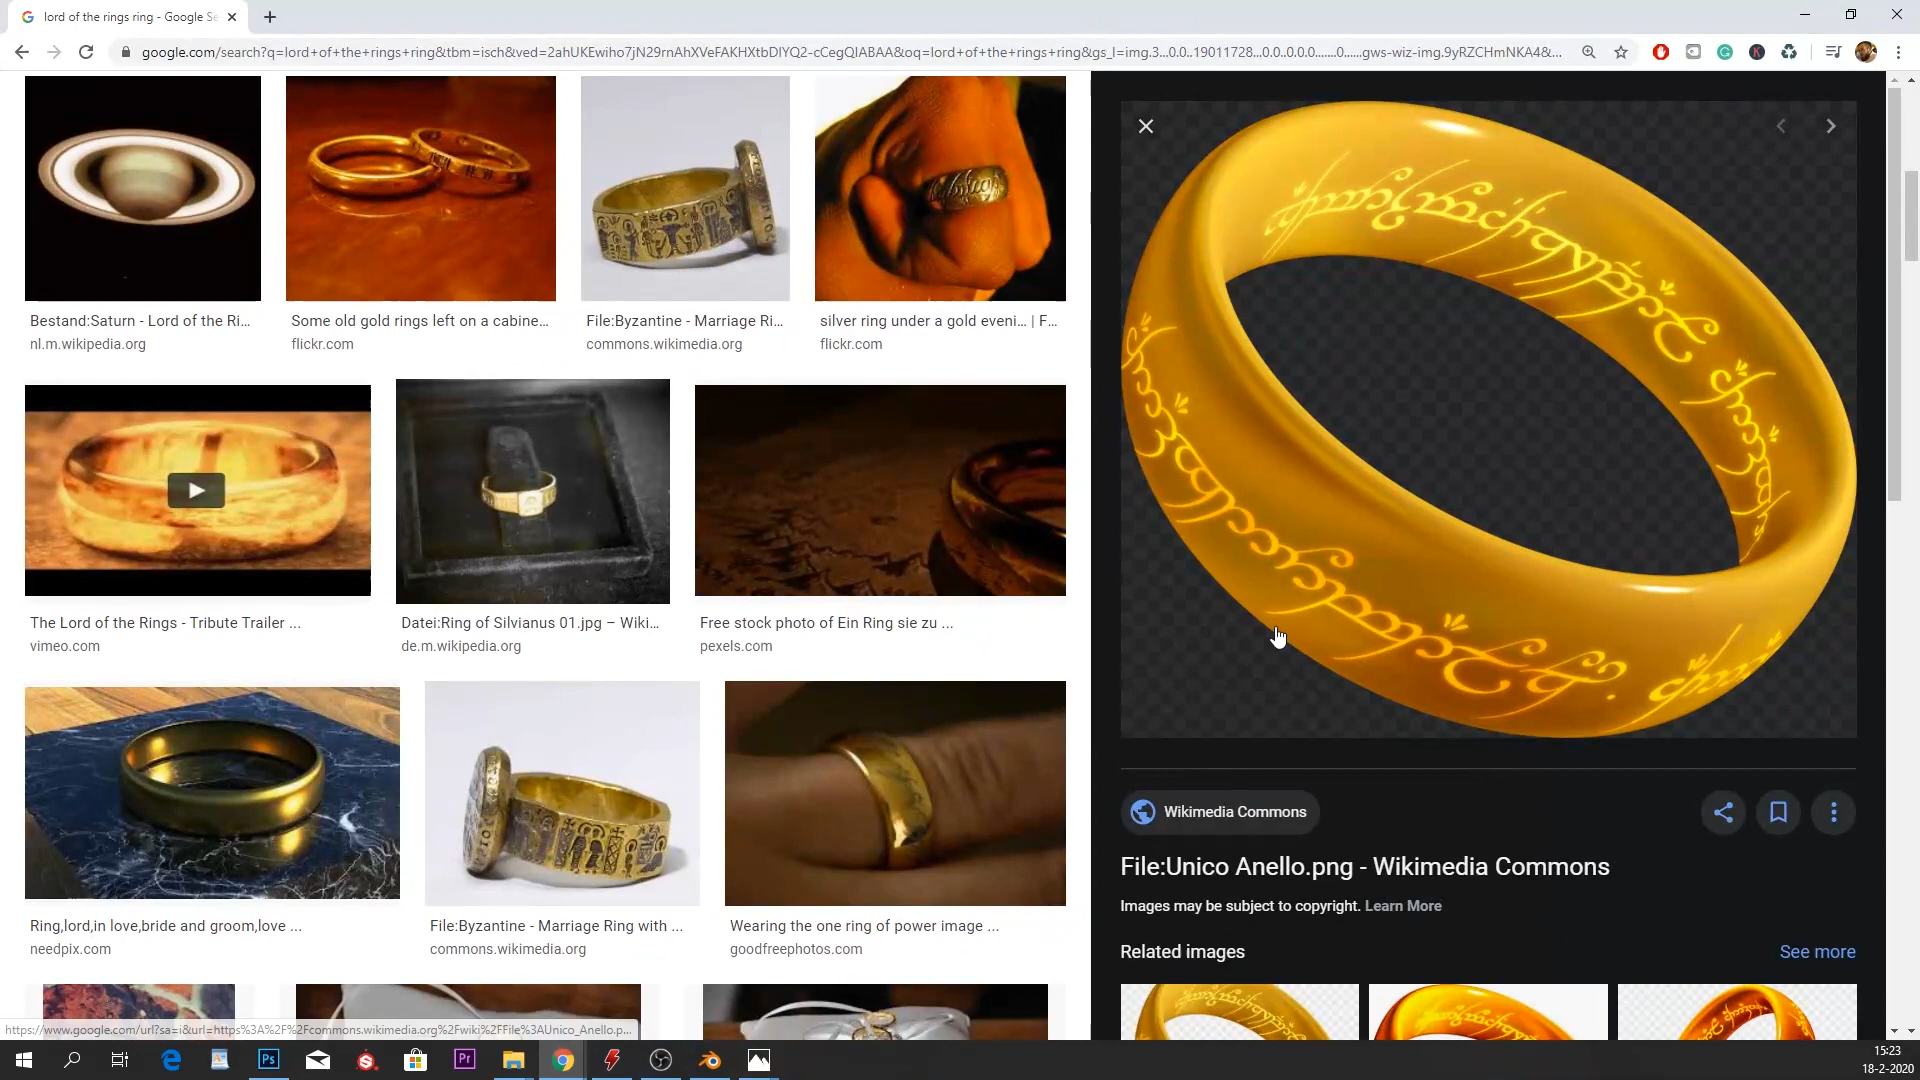 lord of the rings ring - Google Se
google.com/search?q=lord+of+the+rings+ring&tbm=isch&ved=2ahUKEwiho7jN29rnAhXVeFAKHXtbDlYQ2-cCegQIABAA&oq=lord+of+the+rings+ring&gs_l=img.3...0.0..19011728...0.0..0.0.0.......0......gws-wiz-img.9yRZCHmNKA4&...
Bestand:Saturn - Lord of the Ri...
nl.m.wikipedia.org
Some old gold rings left on a cabine...
flickr.com
File:Byzantine - Marriage Ri...
commons.wikimedia.org
silver ring under a gold eveni... | F...
flickr.com
The Lord of the Rings - Tribute Trailer ...
vimeo.com
Datei:Ring of Silvianus 01.jpg – Wiki...
de.m.wikipedia.org
Free stock photo of Ein Ring sie zu ...
pexels.com
Ring,lord,in love,bride and groom,love ...
needpix.com
File:Byzantine - Marriage Ring with ...
commons.wikimedia.org
Wearing the one ring of power image ...
goodfreephotos.com
Wikimedia Commons
File:Unico Anello.png - Wikimedia Commons
Images may be subject to copyright. Learn More
Related images
See more
https://www.google.com/url?sa=i&url=https%3A%2F%2Fcommons.wikimedia.org%2Fwiki%2FFile%3AUnico_Anello.p...
Ps
Pr
15:23
18-2-2020